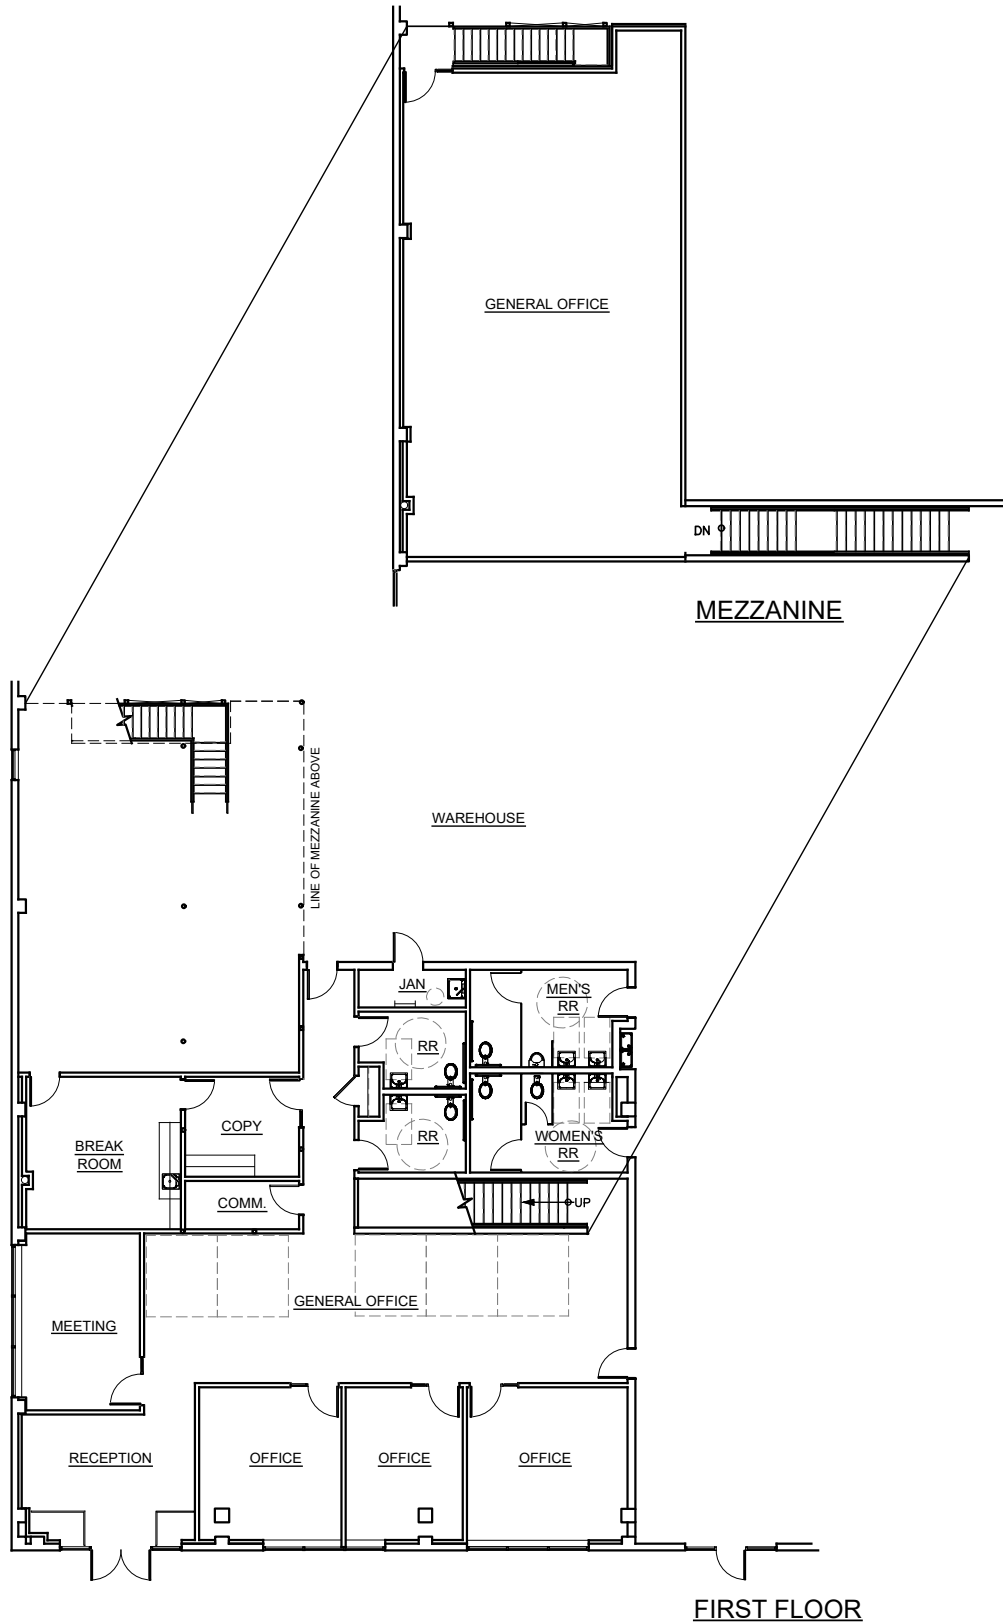 GENERAL OFFICE
DN
MEZZANINE
LINE OF MEZZANINE ABOVE
WAREHOUSE
JAN
MEN'S
RR
RR
COPY
BREAK
ROOM
RR
WOMEN'S
RR
COMM.
UP
GENERAL OFFICE
MEETING
RECEPTION
OFFICE
OFFICE
OFFICE
FIRST FLOOR